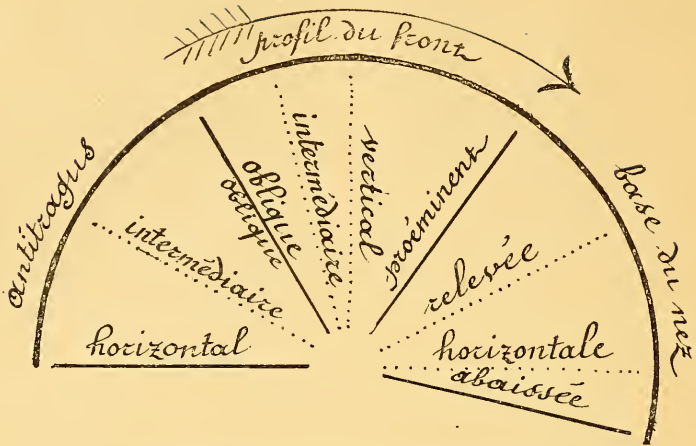 profil du front
antitragus
horizontal
intermédiaire
oblique
oblique
intermédiaire
vertical
proéminent
relevée
horizontale
abaissée
base du nez